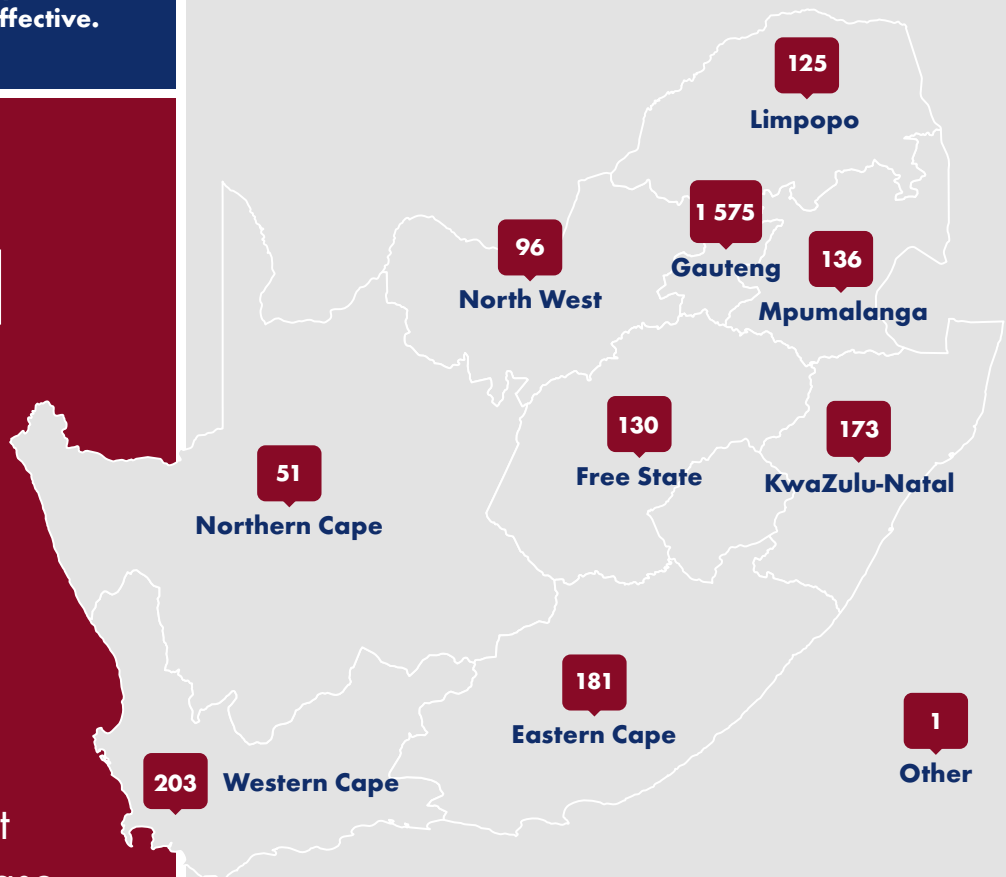 ffective.
125
Limpopo
1 575
Gauteng
96
North West
136
Mpumalanga
130
Free State
173
KwaZulu-Natal
51
Northern Cape
181
Eastern Cape
1
Other
203 Western Cape
t